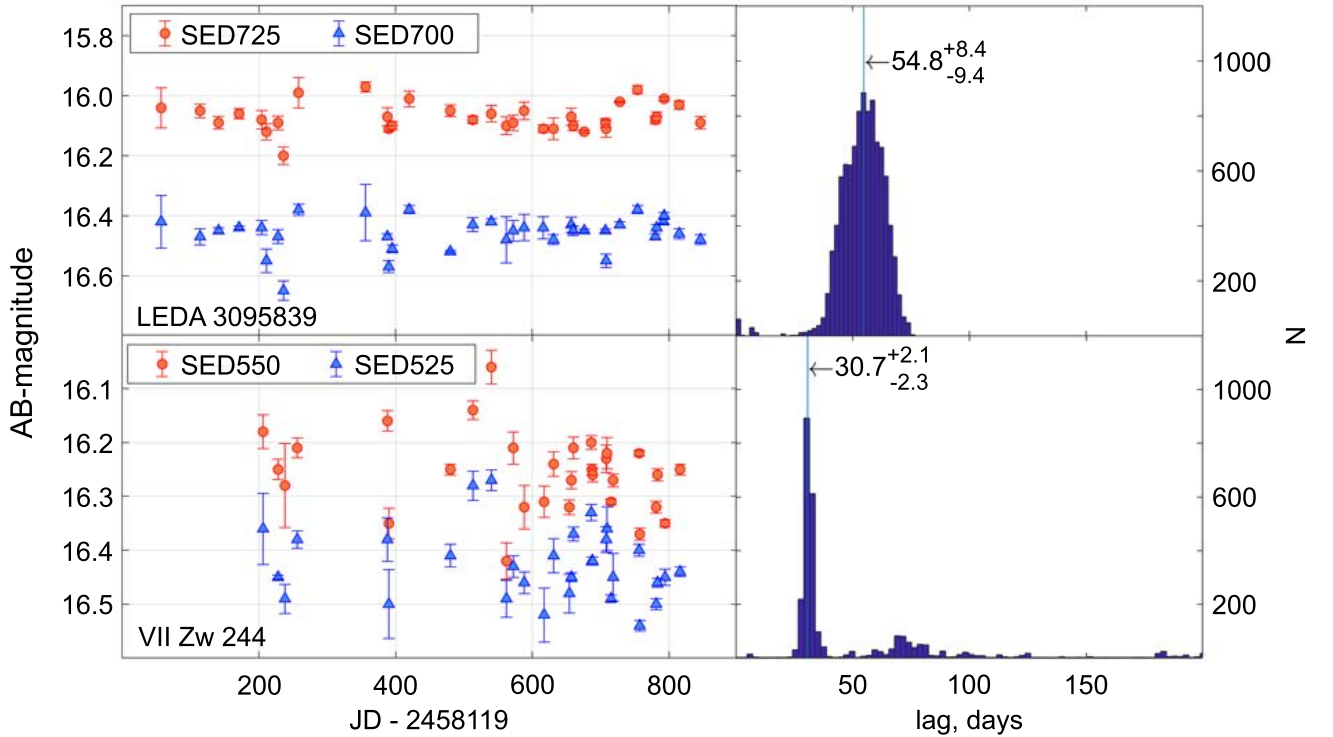 SED725 SED700
15.8
16.0
16.2
16.4
16.6
LEDA 3095839
54.8+8.4
-9.4
1000
600
200
AB-magnitude
N
SED550 SED525
16.1
16.2
16.3
16.4
16.5
VII Zw 244
30.7+2.1
-2.3
1000
600
200
200 400 600 800
JD - 2458119
50 100 150
lag, days